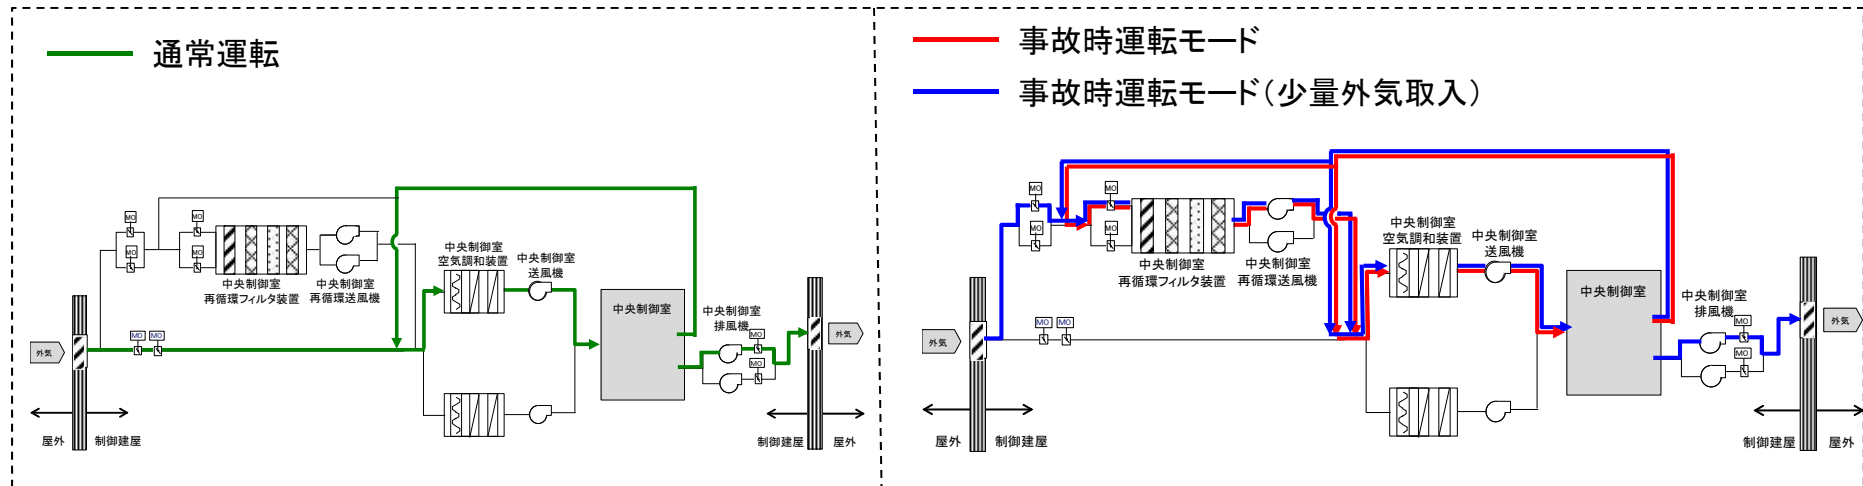 通常運転
MO
MO
MO
MO
中央制御室
再循環フィルタ装置
中央制御室
再循環送風機
中央制御室
空気調和装置
中央制御室
送風機
中央制御室
中央制御室
排風機
MO
MO
MO
MO
外気
外気
屋外
制御建屋
制御建屋
屋外
事故時運転モード
事故時運転モード(少量外気取入)
MO
MO
MO
MO
中央制御室
再循環フィルタ装置
中央制御室
再循環送風機
中央制御室
空気調和装置
中央制御室
送風機
中央制御室
中央制御室
排風機
MO
MO
MO
MO
外気
外気
屋外
制御建屋
制御建屋
屋外